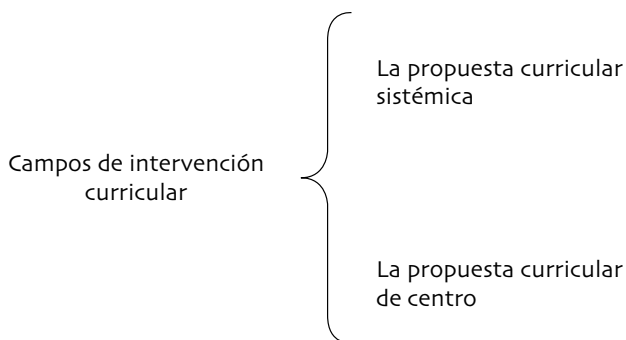 Campos de intervención
curricular
La propuesta curricular
sistémica
La propuesta curricular
de centro